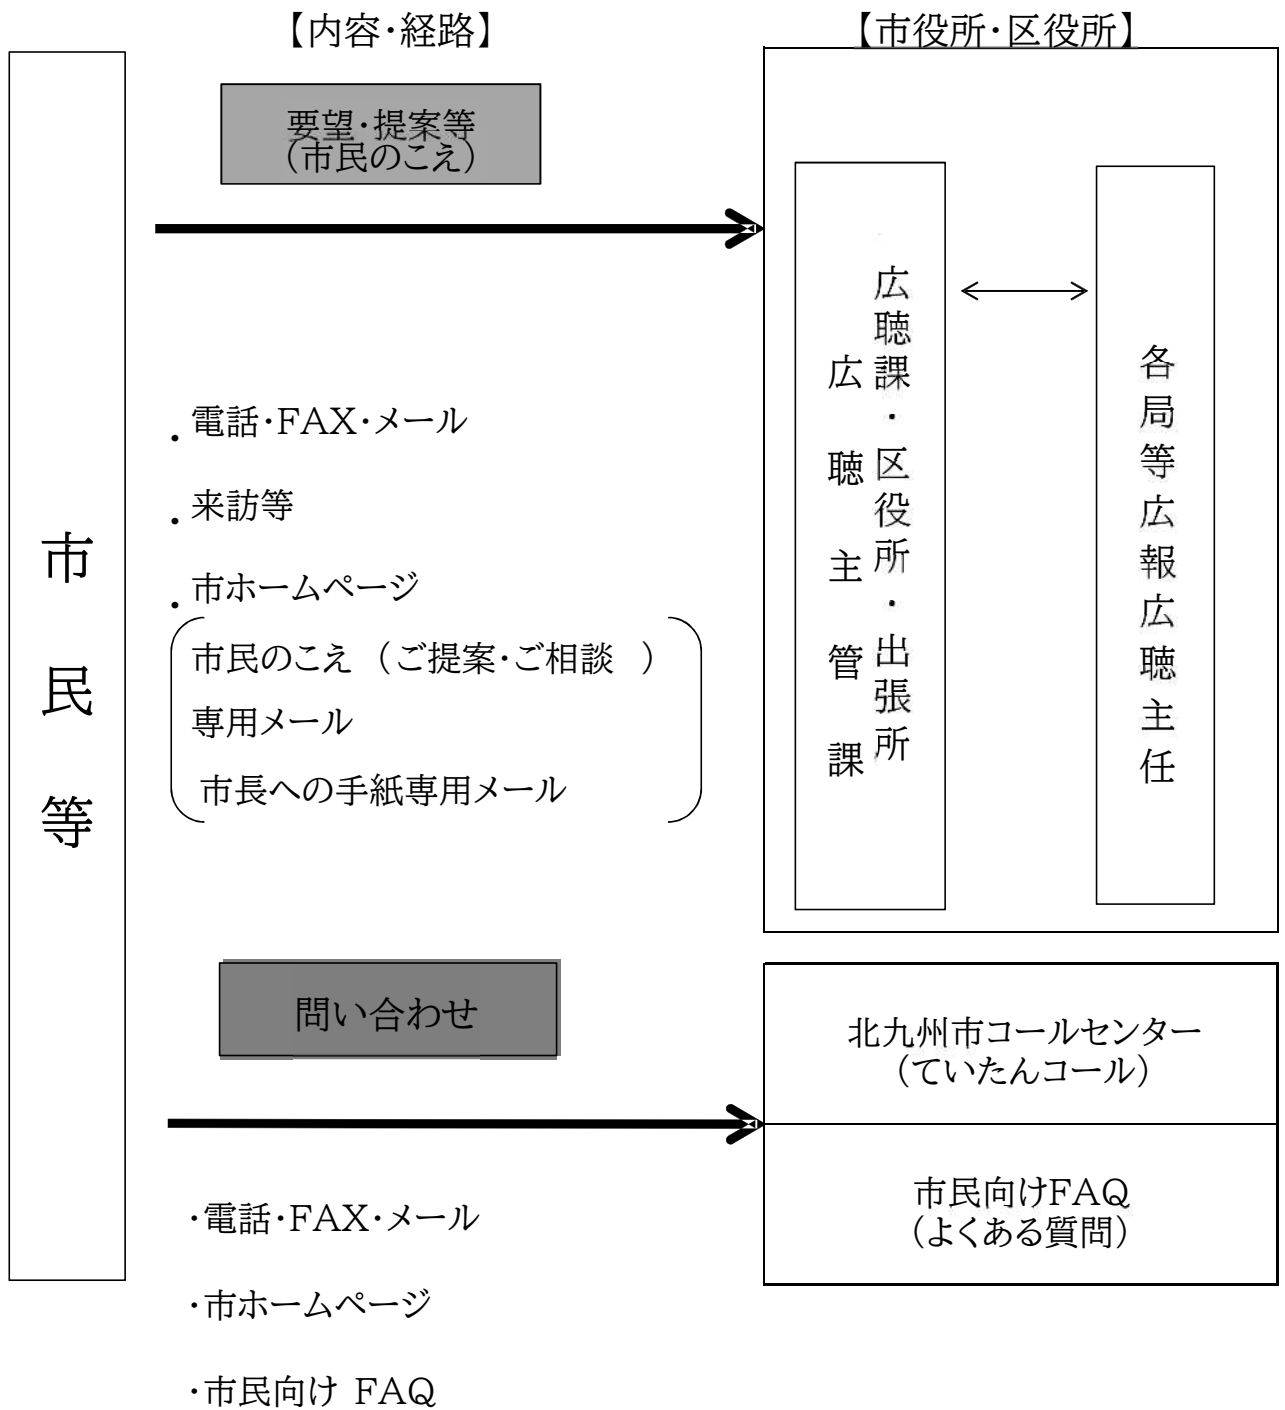 【内容・経路】
【市役所・区役所】
市民等
要望・提案等
（市民のこえ）
・電話・FAX・メール
・来訪等
・市ホームページ
市民のこえ （ご提案・ご相談 ）
専用メール
市長への手紙専用メール
広聴課・区役所・出張所
広聴主管課
各局等広報広聴主任
問い合わせ
・電話・FAX・メール
・市ホームページ
・市民向け FAQ
北九州市コールセンター
（ていたんコール）
市民向けFAQ
（よくある質問）